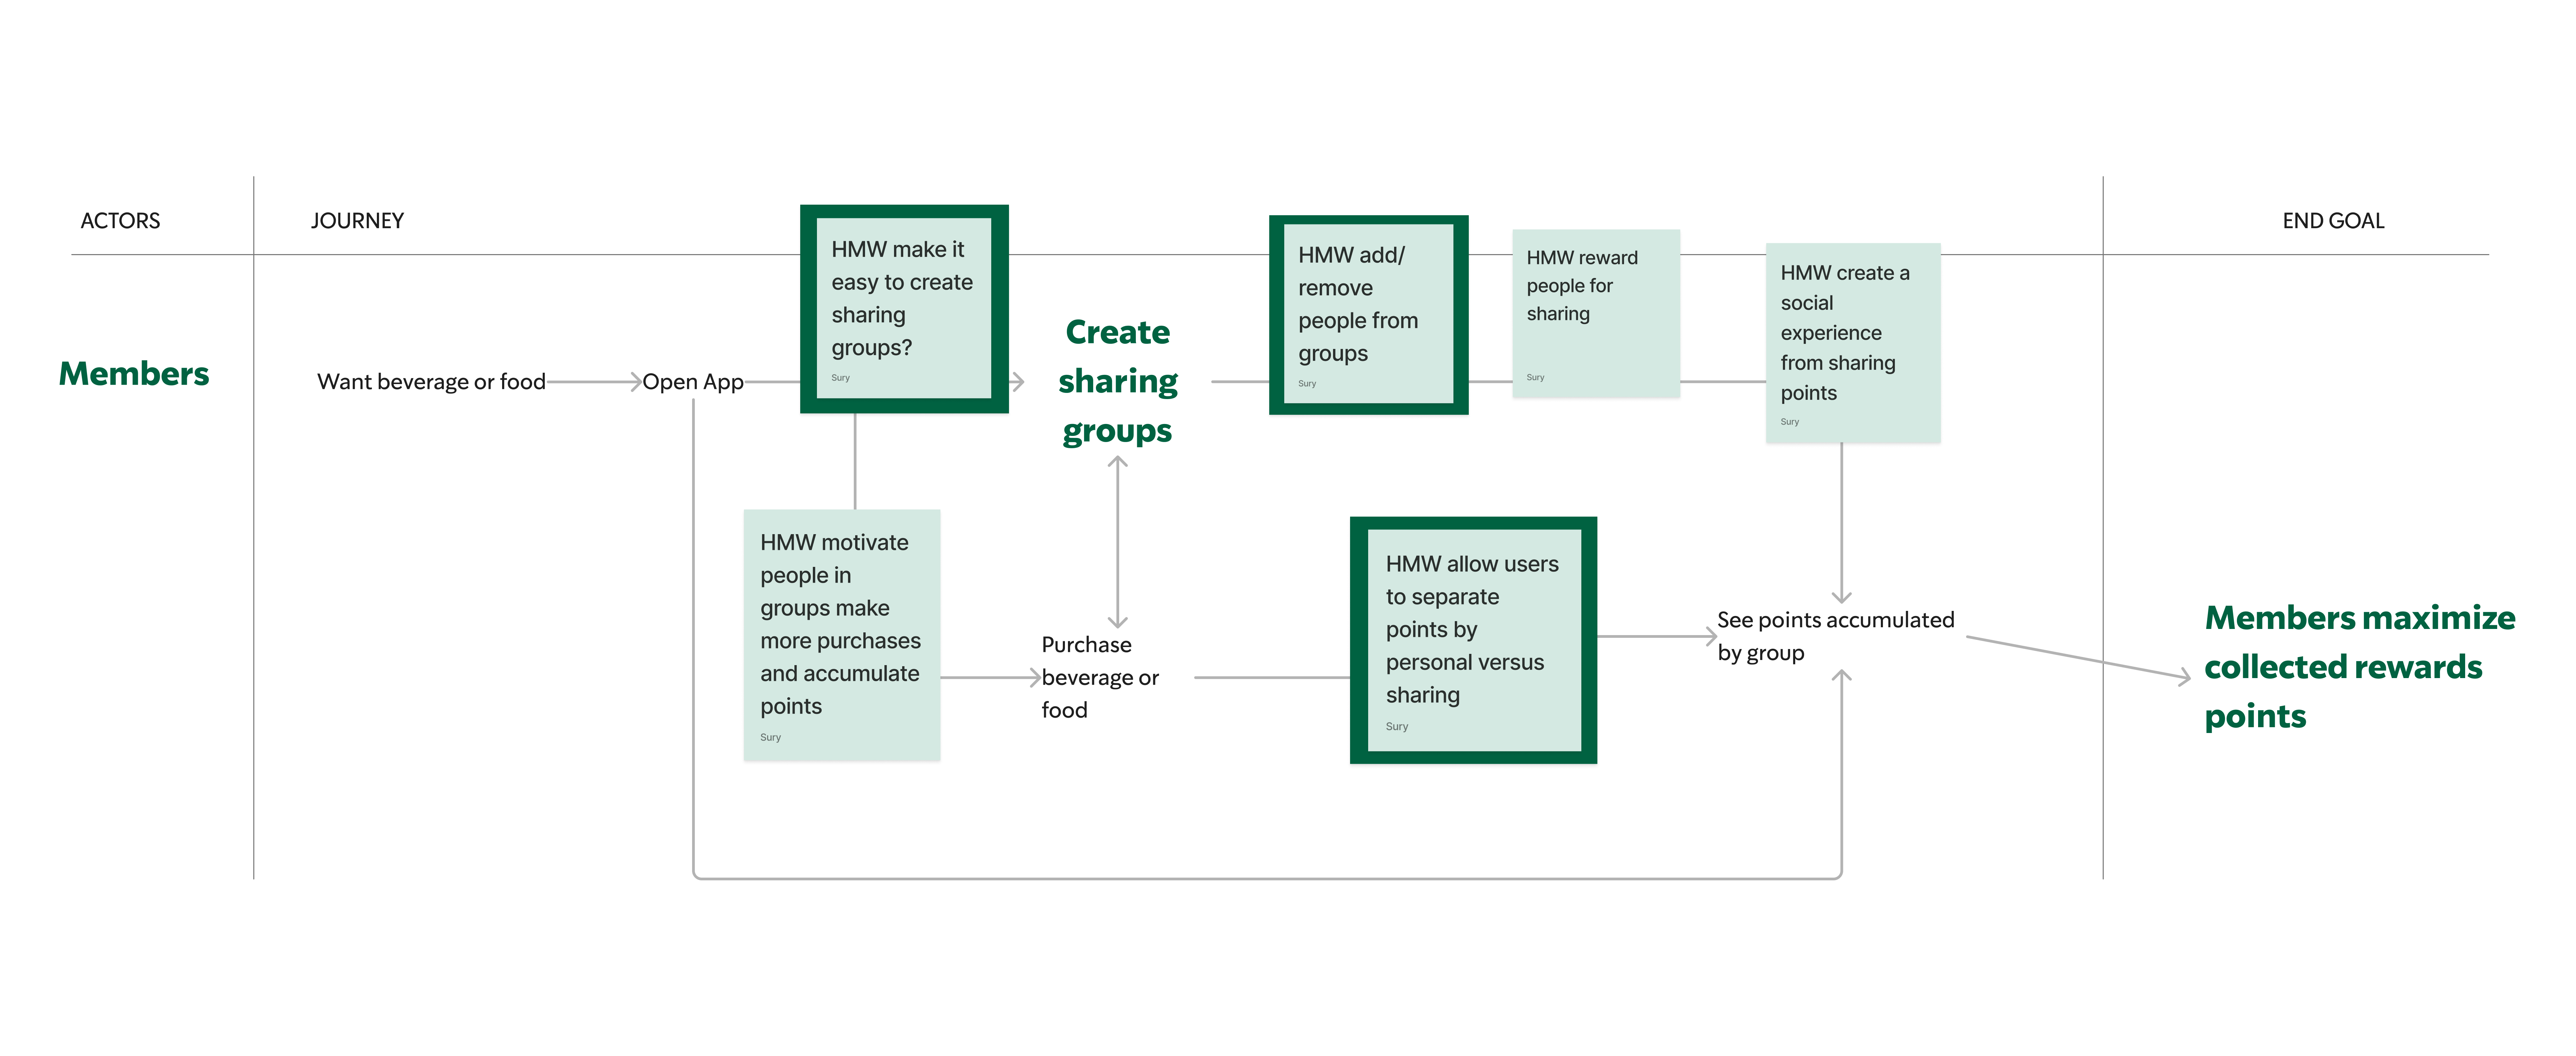 ACTORS
JOURNEY
END GOAL
Members
Want beverage or food
Open App
HMW make it
easy to create
sharing
groups?
Sury
Create
sharing
groups
HMW add/
remove
people from
groups
Sury
HMW reward
people for
sharing
Sury
HMW create a
social
experience
from sharing
points
Sury
HMW motivate
people in
groups make
more purchases
and accumulate
points
Sury
Purchase
beverage or
food
HMW allow users
to separate
points by
personal versus
sharing
Sury
See points accumulated
by group
Members maximize
collected rewards
points